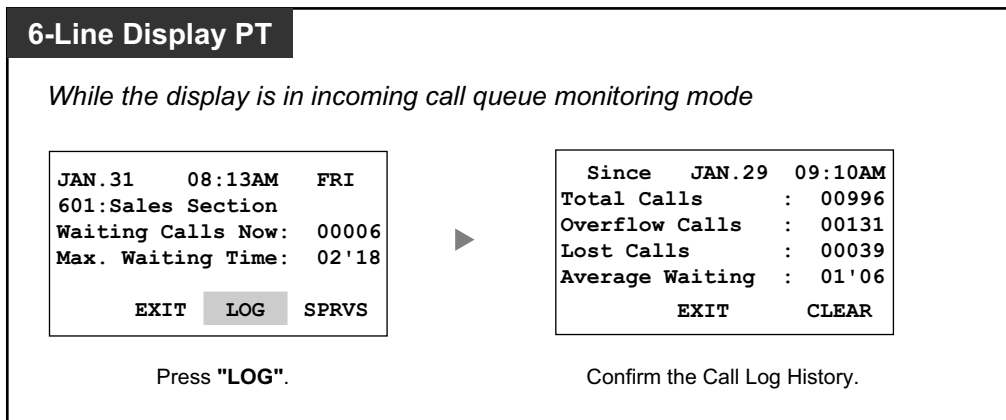 6-Line Display PT
While the display is in incoming call queue monitoring mode
JAN.31 08:13AM FRI
601:Sales Section
Waiting Calls Now: 00006
Max. Waiting Time: 02'18
EXIT LOG SPRVS
Press "LOG".
Since JAN.29 09:10AM
Total Calls : 00996
Overflow Calls : 00131
Lost Calls : 00039
Average Waiting : 01'06
EXIT CLEAR
Confirm the Call Log History.